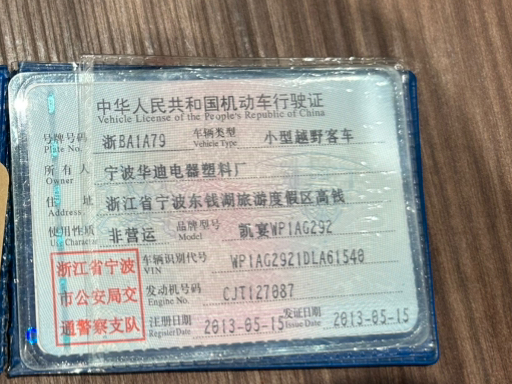 中华人民共和国机动车行驶证
Vehicle License of the People's Republic of China
号牌号码 浙BA1A79 车辆类型 小型越野客车
Plate No. Vehicle Type
所有人 宁波华迪电器塑料厂
Owner
住址 浙江省宁波东钱湖旅游度假区高钱
Address
使用性质 非营运 品牌型号 凯宴WP1AG292
Use Character Model
浙江省宁波
市公安局交
通警察支队
车辆识别代号 WP1AG2921DLA61540
VIN
发动机号码 CJT127087
Engine No.
注册日期 2013-05-15 发证日期 2013-05-15
Register Date Issue Date